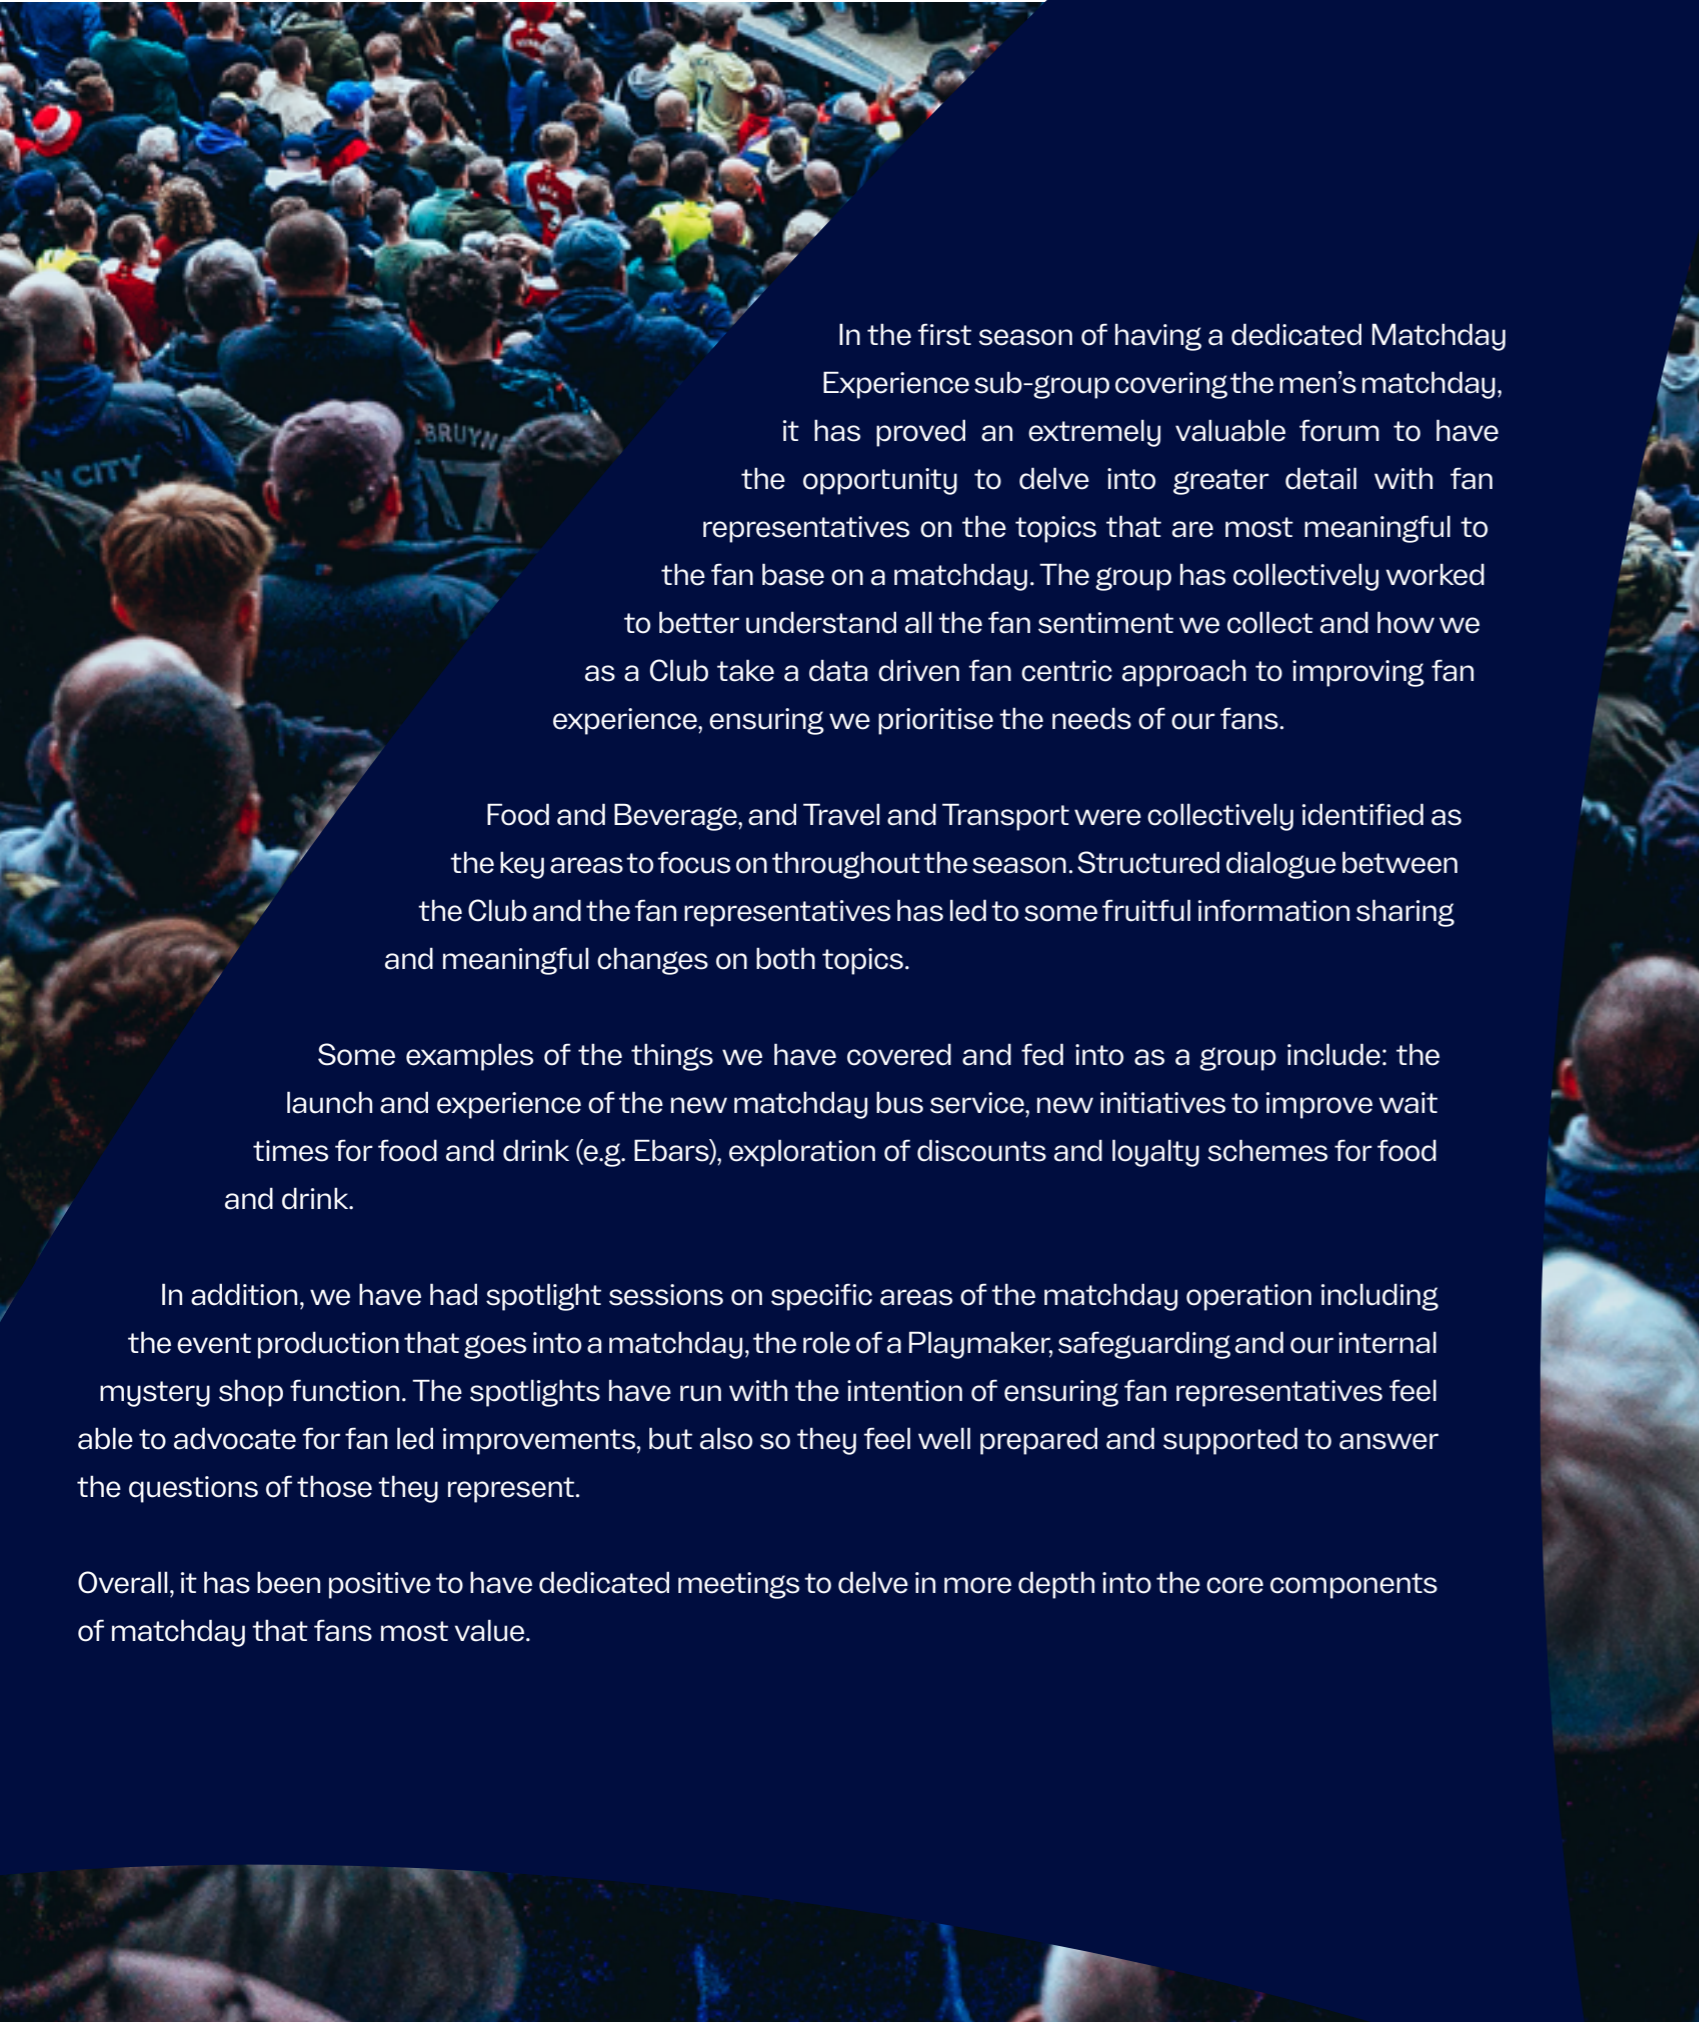 BRUYNE
17
N CITY
In the first season of having a dedicated Matchday
Experience sub-group covering the men’s matchday,
it has proved an extremely valuable forum to have
the opportunity to delve into greater detail with fan
representatives on the topics that are most meaningful to
the fan base on a matchday. The group has collectively worked
to better understand all the fan sentiment we collect and how we
as a Club take a data driven fan centric approach to improving fan
experience, ensuring we prioritise the needs of our fans.
Food and Beverage, and Travel and Transport were collectively identified as
the key areas to focus on throughout the season. Structured dialogue between
the Club and the fan representatives has led to some fruitful information sharing
and meaningful changes on both topics.
Some examples of the things we have covered and fed into as a group include: the
launch and experience of the new matchday bus service, new initiatives to improve wait
times for food and drink (e.g. Ebars), exploration of discounts and loyalty schemes for food
and drink.
In addition, we have had spotlight sessions on specific areas of the matchday operation including
the event production that goes into a matchday, the role of a Playmaker, safeguarding and our internal
mystery shop function. The spotlights have run with the intention of ensuring fan representatives feel
able to advocate for fan led improvements, but also so they feel well prepared and supported to answer
the questions of those they represent.
Overall, it has been positive to have dedicated meetings to delve in more depth into the core components
of matchday that fans most value.